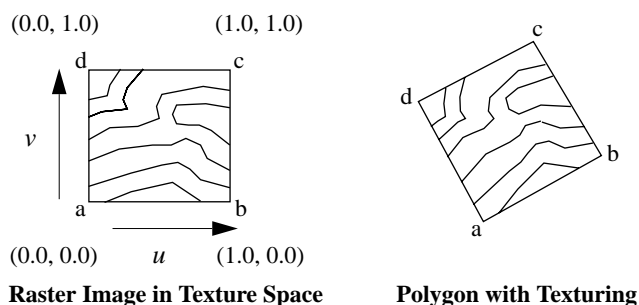 (0.0, 1.0) (1.0, 1.0)
d c
v
a b
(0.0, 0.0) u (1.0, 0.0)
Raster Image in Texture Space
c
d
b
a
Polygon with Texturing